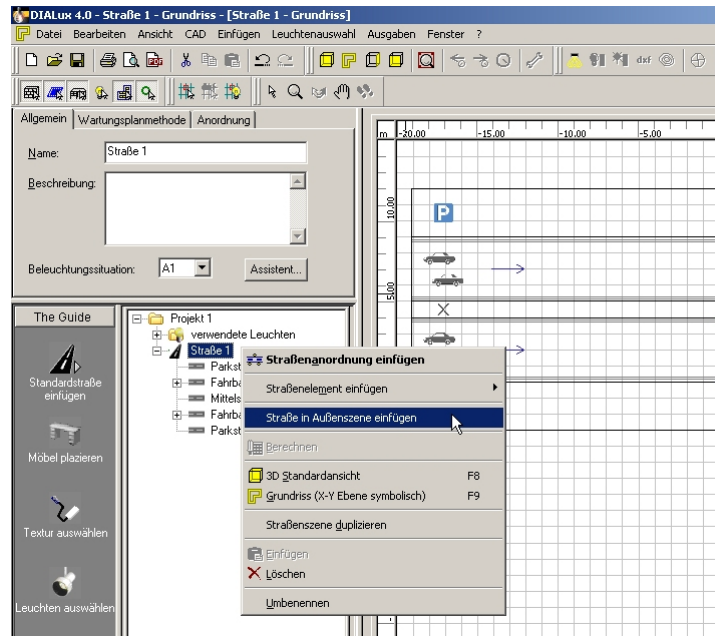 DIALux 4.0 - Straße 1 - Grundriss - [Straße 1 - Grundriss]
Datei Bearbeiten Ansicht CAD Einfügen Leuchtenauswahl Ausgaben Fenster ?
dxf
Allgemein Wartungsplanmethode Anordnung
Name: Straße 1
Beschreibung:
Beleuchtungssituation: A1 Assistent...
m -20.00 -15.00 -10.00 -5.00
10.00
P
5.00
The Guide
Standardstraße
einfügen
Möbel plazieren
Textur auswählen
Leuchten auswählen
Projekt 1
verwendete Leuchten
Straße 1
Parkst
Fahrba
Mittels
Fahrba
Parkst
Straßenanordnung einfügen
Straßenelement einfügen
Straße in Außenszene einfügen
Berechnen
3D Standardansicht F8
Grundriss (X-Y Ebene symbolisch) F9
Straßenszene duplizieren
Einfügen
Löschen
Umbenennen